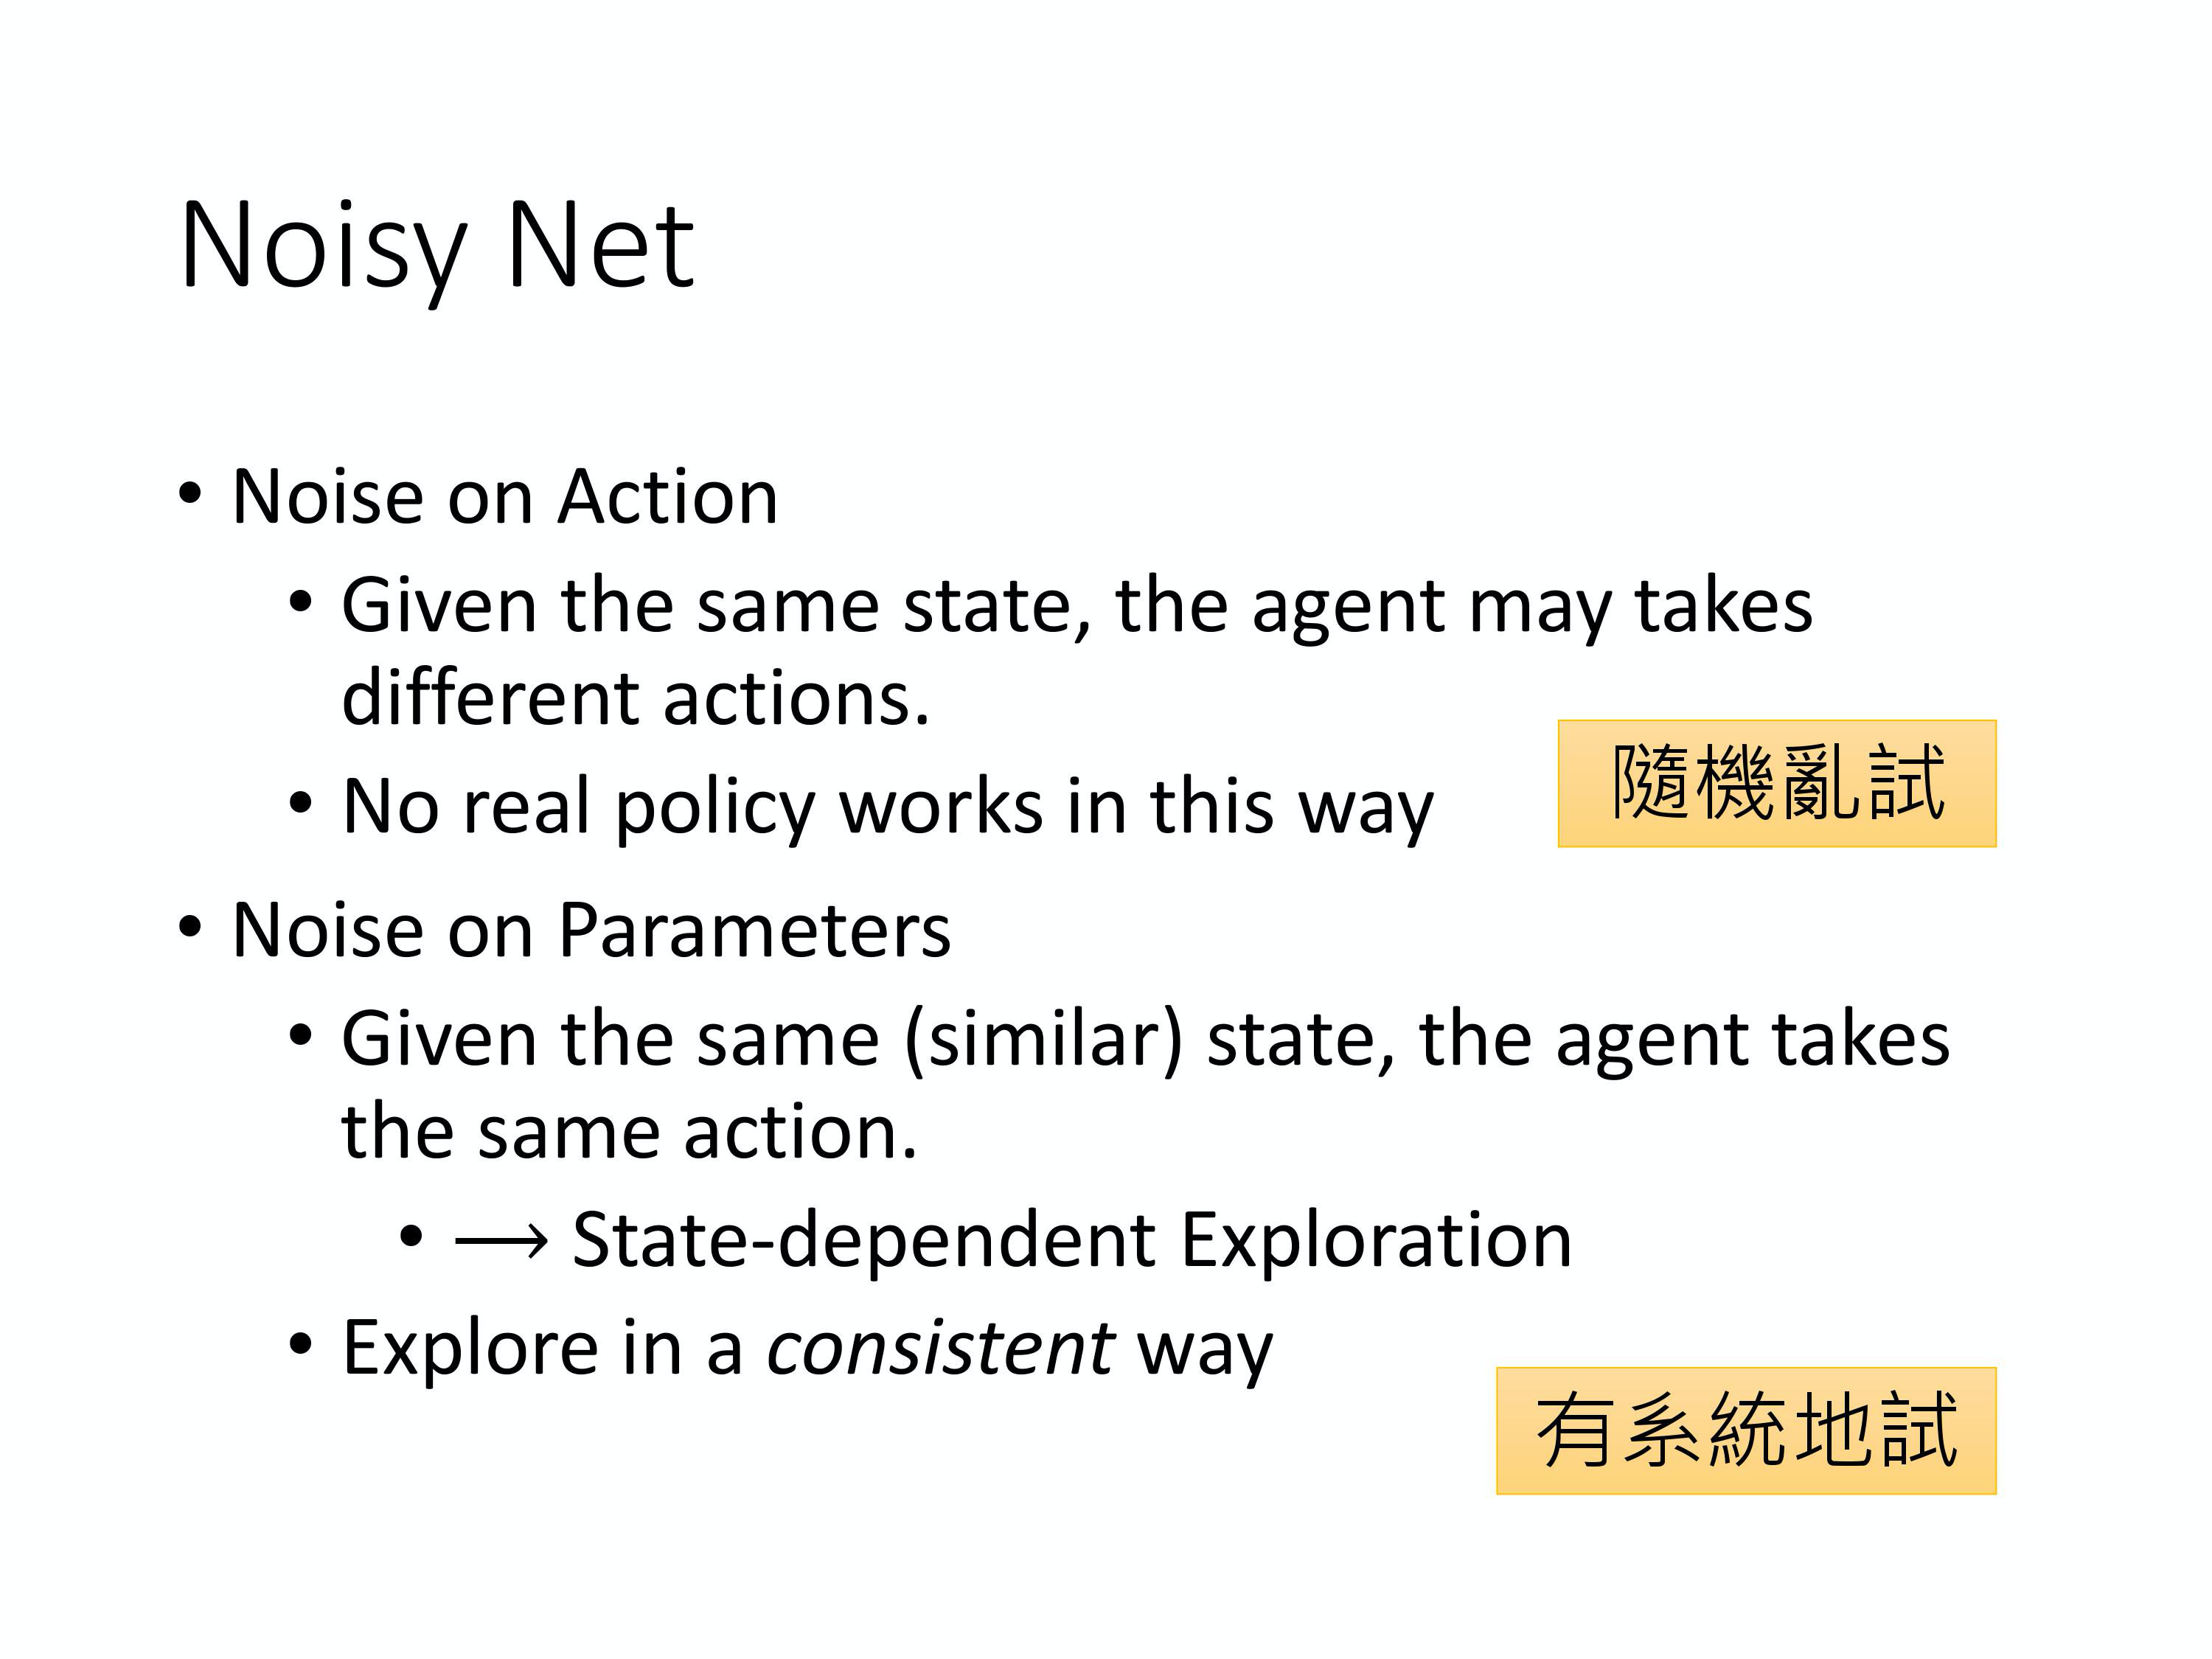 Noisy Net
• Noise on Action
• Given the same state, the agent may takes
different actions.
• No real policy works in this way
隨機亂試
• Noise on Parameters
• Given the same (similar) state, the agent takes
the same action.
• ⟶ State-dependent Exploration
• Explore in a consistent way
有系統地試